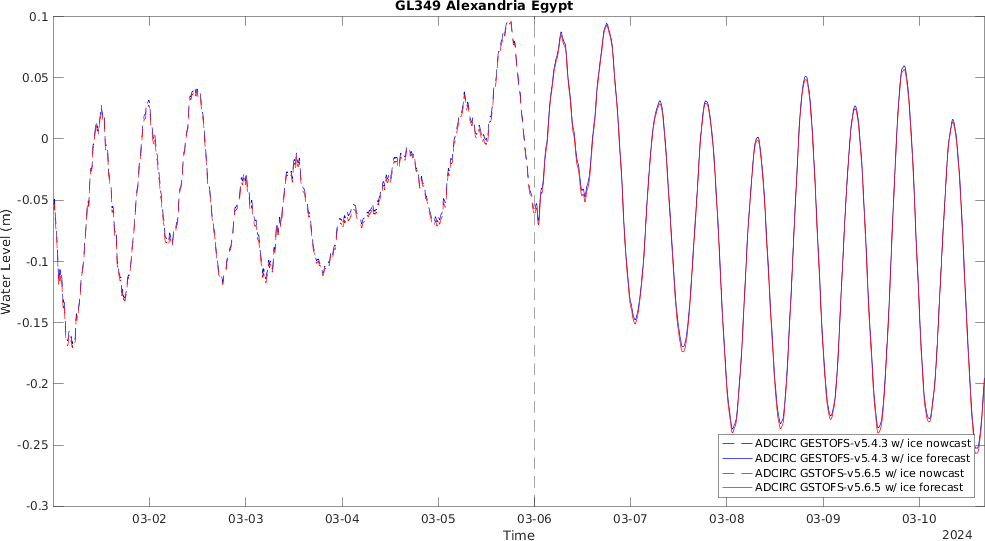 GL349 Alexandria Egypt
0.1
0.05
0
-0.05
-0.1
-0.15
-0.2
-0.25
-0.3
Water Level (m)
ADCIRC GESTOFS-v5.4.3 w/ ice nowcast
ADCIRC GESTOFS-v5.4.3 w/ ice forecast
ADCIRC GSTOFS-v5.6.5 w/ ice nowcast
ADCIRC GSTOFS-v5.6.5 w/ ice forecast
03-02 03-03 03-04 03-05 03-06 03-07 03-08 03-09 03-10
Time
2024